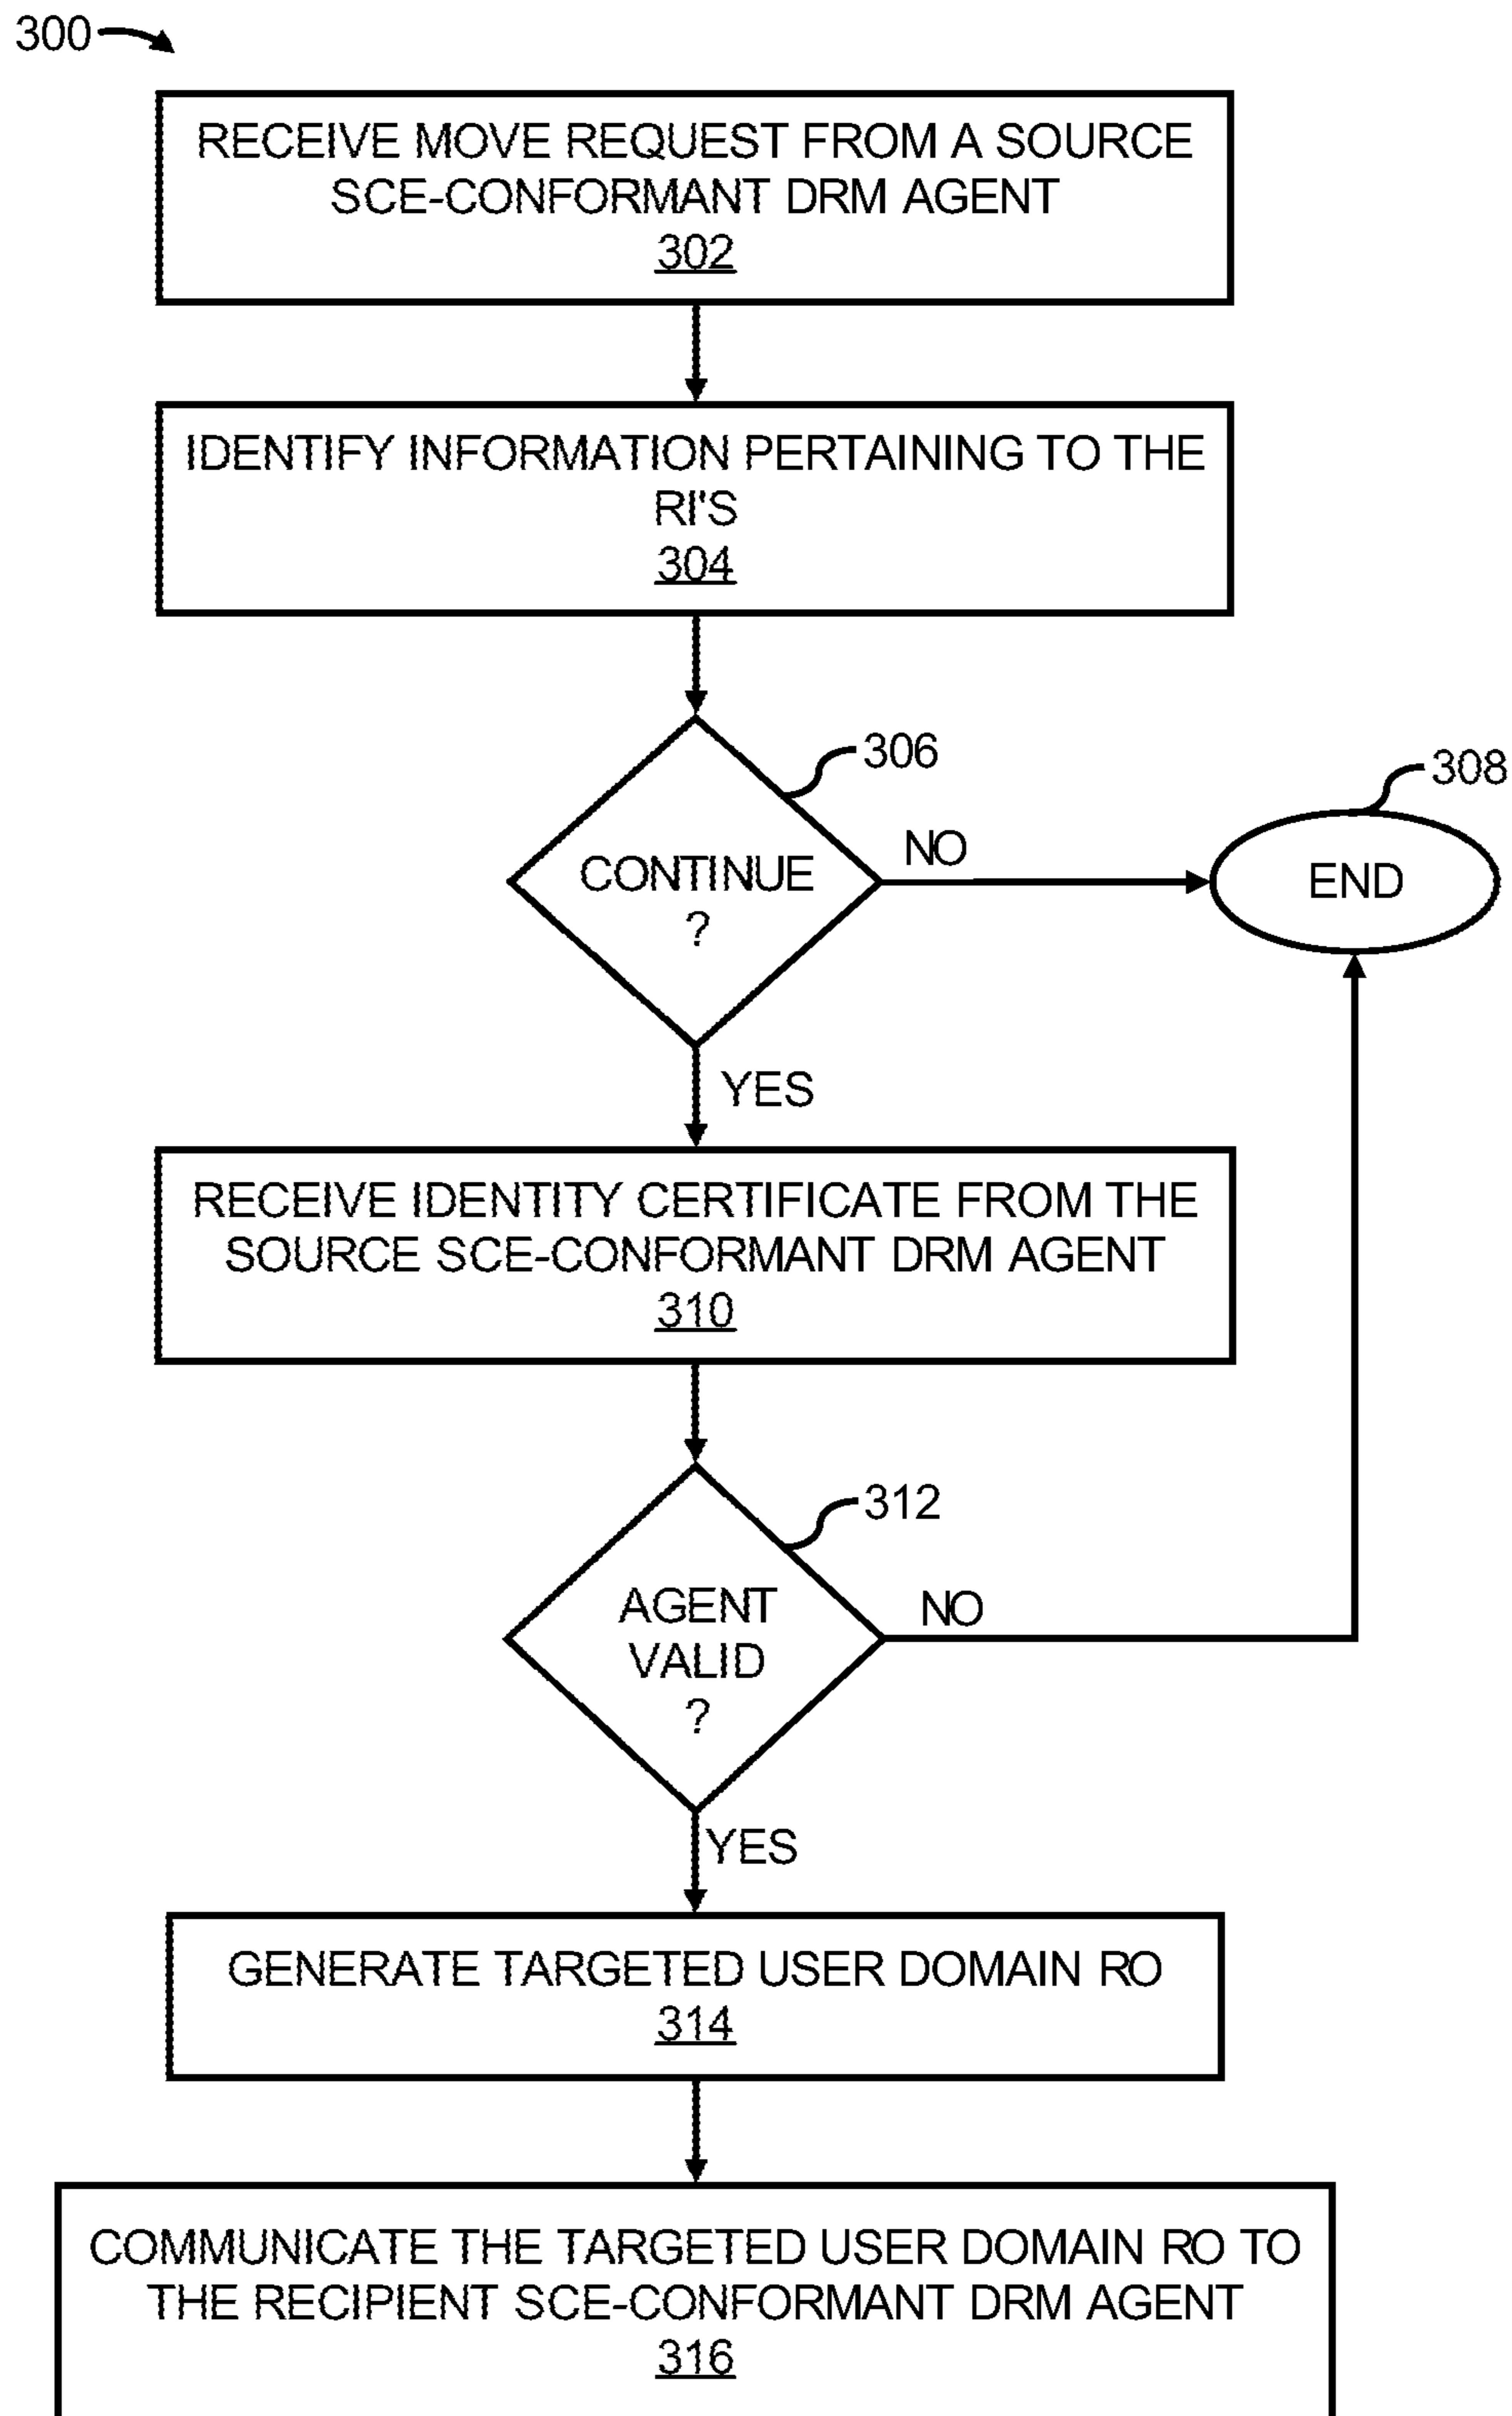 300
RECEIVE MOVE REQUEST FROM A SOURCE
SCE-CONFORMANT DRM AGENT
302
IDENTIFY INFORMATION PERTAINING TO THE
RI'S
304
306
CONTINUE
?
NO
308
END
YES
RECEIVE IDENTITY CERTIFICATE FROM THE
SOURCE SCE-CONFORMANT DRM AGENT
310
312
AGENT
VALID
?
NO
YES
GENERATE TARGETED USER DOMAIN RO
314
COMMUNICATE THE TARGETED USER DOMAIN RO TO
THE RECIPIENT SCE-CONFORMANT DRM AGENT
316